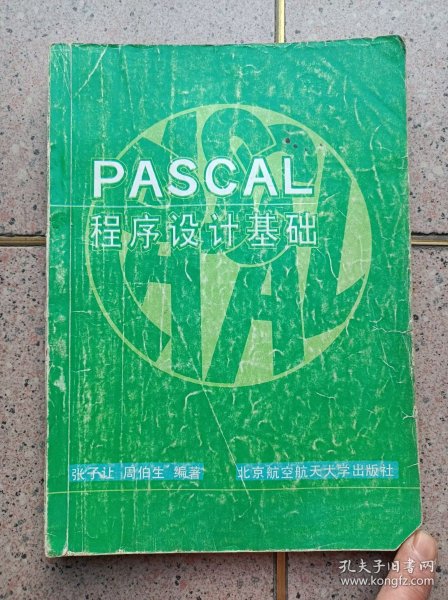 PASCAL
程序设计基础
张子让 周伯生 编著 北京航空航天大学出版社
孔夫子旧书网
www.kongfz.com